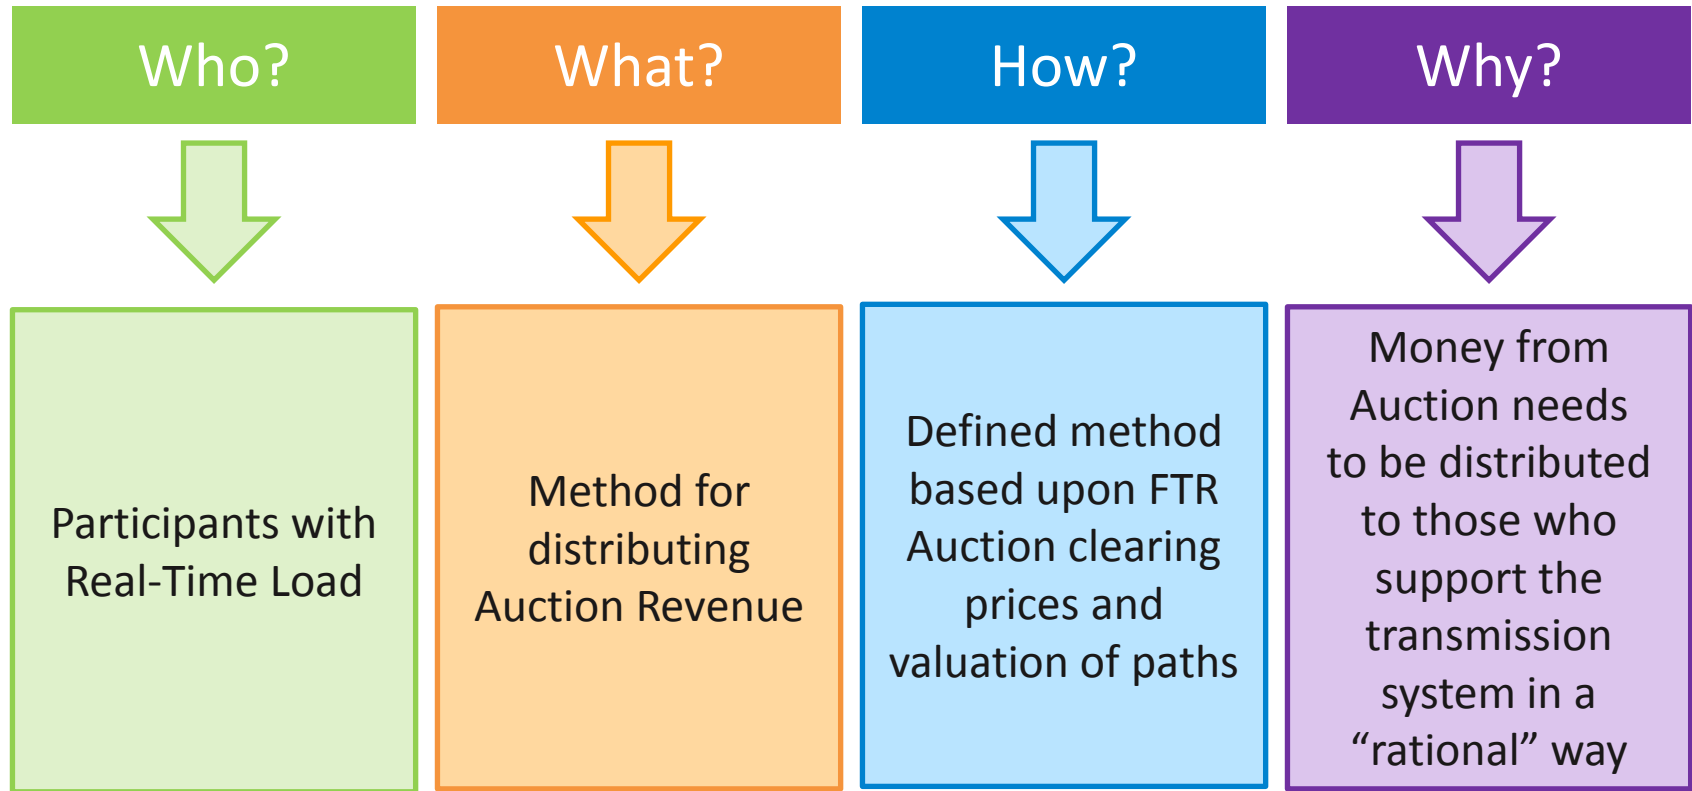 Who?
Participants with
Real-Time Load
What?
Method for
distributing
Auction Revenue
How?
Defined method
based upon FTR
Auction clearing
prices and
valuation of paths
Why?
Money from
Auction needs
to be distributed
to those who
support the
transmission
system in a
“rational” way